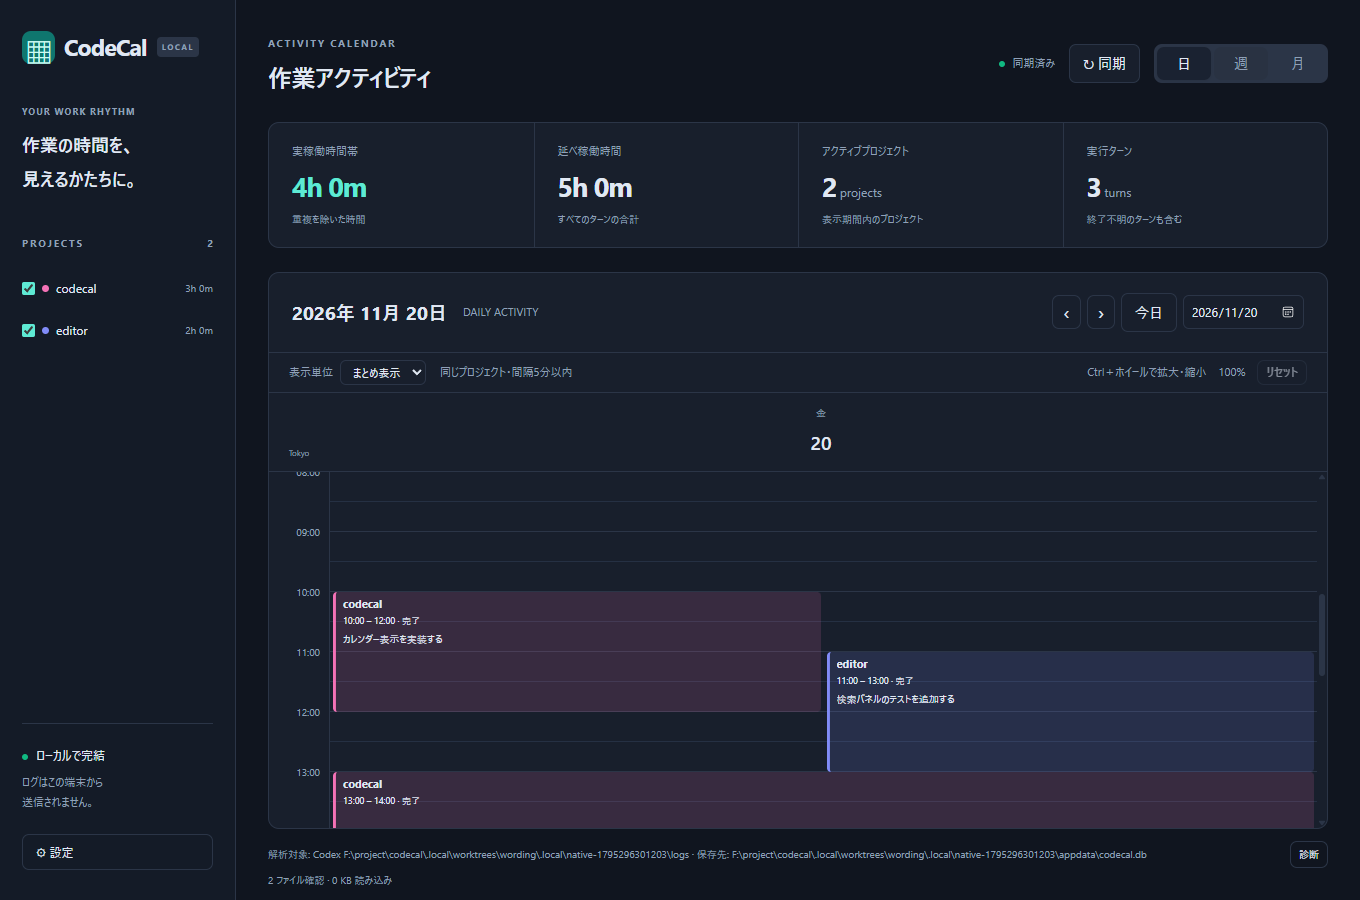 CodeCal LOCAL
YOUR WORK RHYTHM
作業の時間を、
見えるかたちに。
PROJECTS 2
codecal 3h 0m
editor 2h 0m
ローカルで完結
ログはこの端末から
送信されません。
⚙ 設定
ACTIVITY CALENDAR
作業アクティビティ
同期済み ↻ 同期 日 週 月
実稼働時間帯
4h 0m
重複を除いた時間
延べ稼働時間
5h 0m
すべてのターンの合計
アクティブプロジェクト
2 projects
表示期間内のプロジェクト
実行ターン
3 turns
終了不明のターンも含む
2026年 11月 20日 DAILY ACTIVITY ‹ › 今日 2026/11/20
表示単位 まとめ表示 同じプロジェクト・間隔5分以内 Ctrl＋ホイールで拡大・縮小 100% リセット
金
20
Tokyo
08:00
09:00
10:00
11:00
12:00
13:00
codecal
10:00 – 12:00 · 完了
カレンダー表示を実装する
editor
11:00 – 13:00 · 完了
検索パネルのテストを追加する
codecal
13:00 – 14:00 · 完了
解析対象: Codex F:\project\codecal\.local\worktrees\wording\.local\native-1795296301203\logs · 保存先: F:\project\codecal\.local\worktrees\wording\.local\native-1795296301203\appdata\codecal.db 診断
2 ファイル確認 · 0 KB 読み込み